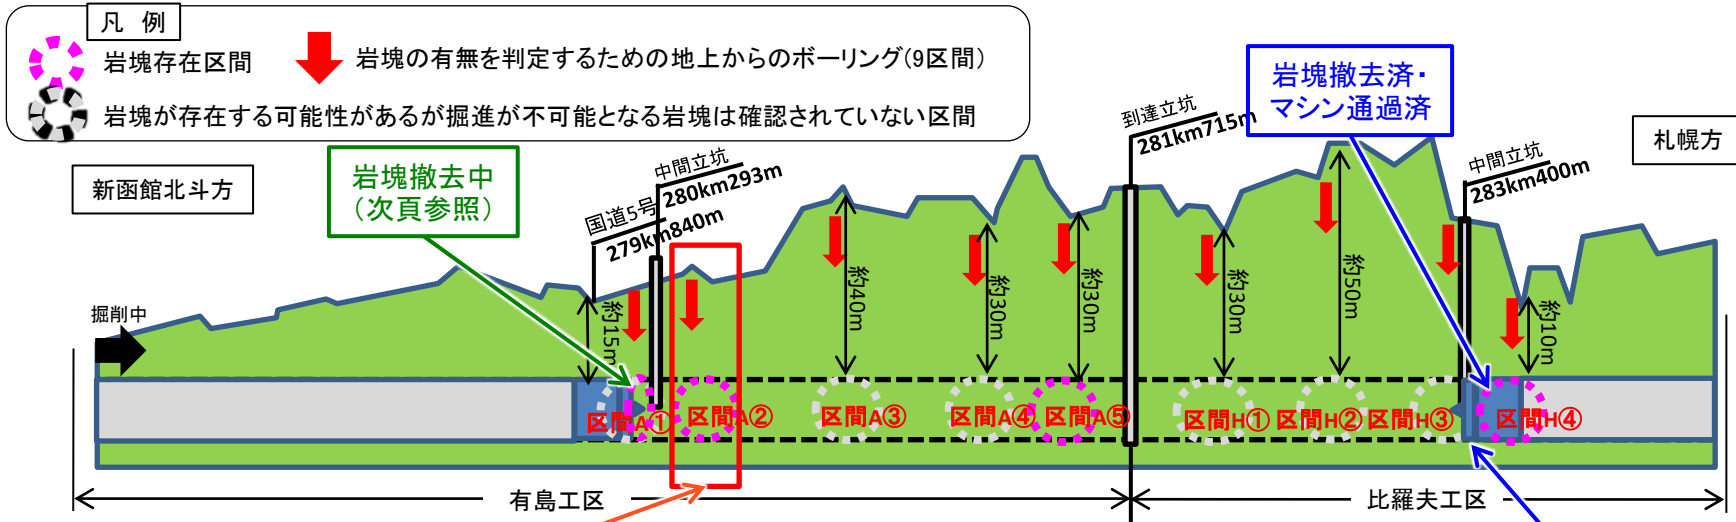 凡 例
岩塊存在区間
岩塊の有無を判定するための地上からのボーリング(9区間)
岩塊が存在する可能性があるが掘進が不可能となる岩塊は確認されていない区間
新函館北斗方
岩塊撤去中
(次頁参照)
国道5号
279km840m
中間立坑
280km293m
到達立坑
281km715m
岩塊撤去済・
マシン通過済
中間立坑
283km400m
札幌方
掘削中
約15m
約40m
約30m
約30m
約30m
約50m
約10m
区間A①
区間A②
区間A③
区間A④
区間A⑤
区間H①
区間H②
区間H③
区間H④
有島工区
比羅夫工区